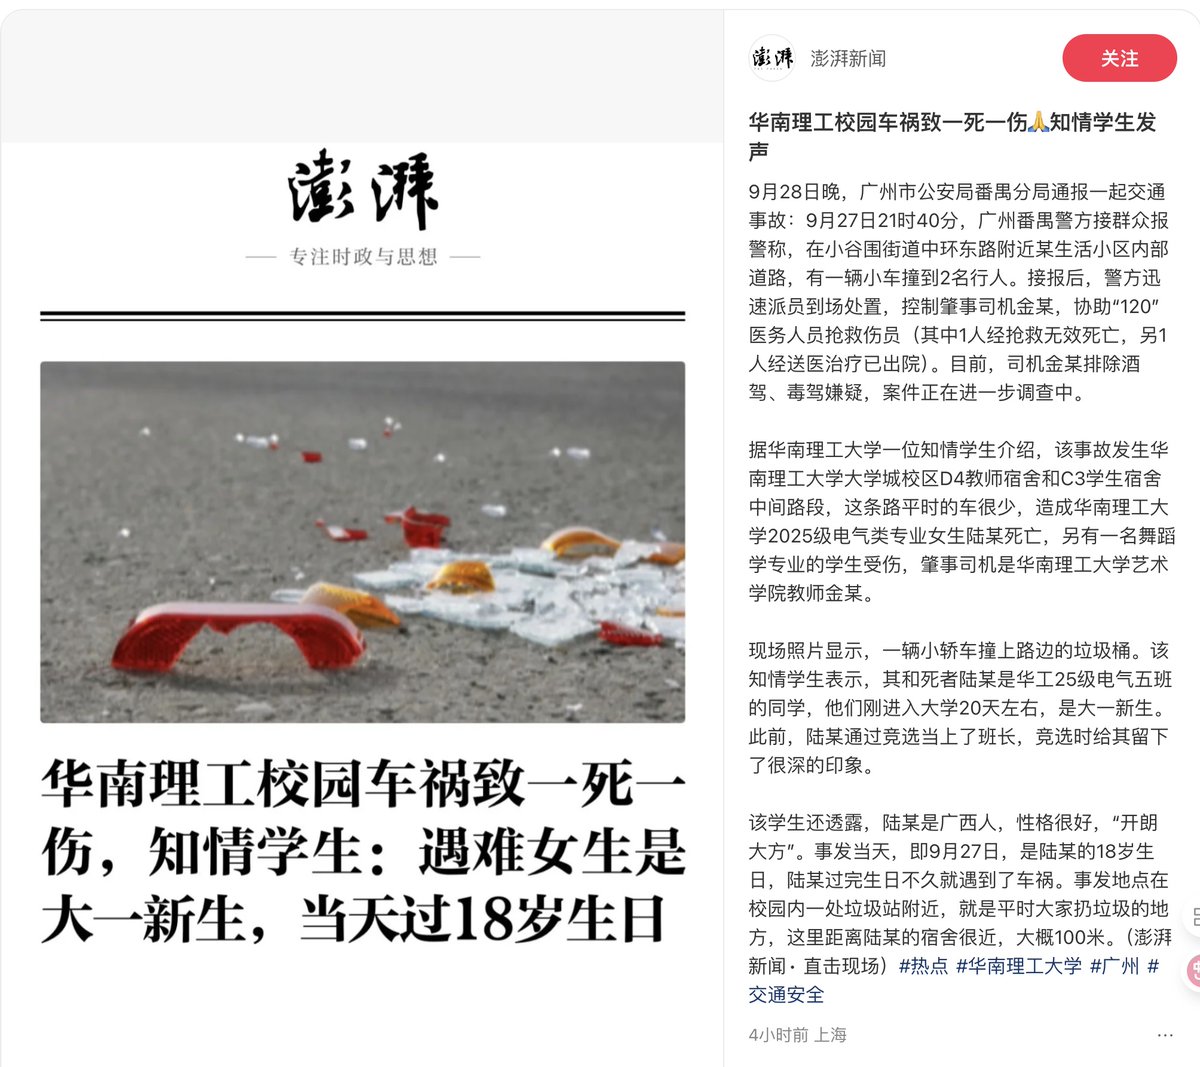 澎湃
专注时政与思想
华南理工校园车祸致一死一
伤，知情学生：遇难女生是
大一新生，当天过18岁生日
澎湃
澎湃新闻
关注
华南理工校园车祸致一死一伤🙏知情学生发
声
9月28日晚，广州市公安局番禺分局通报一起交通
事故：9月27日21时40分，广州番禺警方接群众报
警称，在小谷围街道中环东路附近某生活小区内部
道路，有一辆小车撞到2名行人。接报后，警方迅
速派员到场处置，控制肇事司机金某，协助“120”
医务人员抢救伤员（其中1人经抢救无效死亡，另1
人经送医治疗已出院）。目前，司机金某排除酒
驾、毒驾嫌疑，案件正在进一步调查中。
据华南理工大学一位知情学生介绍，该事故发生华
南理工大学大学城校区D4教师宿舍和C3学生宿舍
中间路段，这条路平时的车很少，造成华南理工大
学2025级电气类专业女生陆某死亡，另有一名舞蹈
学专业的学生受伤，肇事司机是华南理工大学艺术
学院教师金某。
现场照片显示，一辆小轿车撞上路边的垃圾桶。该
知情学生表示，其和死者陆某是华工25级电气五班
的同学，他们刚进入大学20天左右，是大一新生。
此前，陆某通过竞选当上了班长，竞选时给其留下
了很深的印象。
该学生还透露，陆某是广西人，性格很好，“开朗
大方”。事发当天，即9月27日，是陆某的18岁生
日，陆某过完生日不久就遇到了车祸。事发地点在
校园内一处垃圾站附近，就是平时大家扔垃圾的地
方，这里距离陆某的宿舍很近，大概100米。（澎湃
新闻·直击现场）#热点 #华南理工大学 #广州 #
交通安全
4小时前 上海